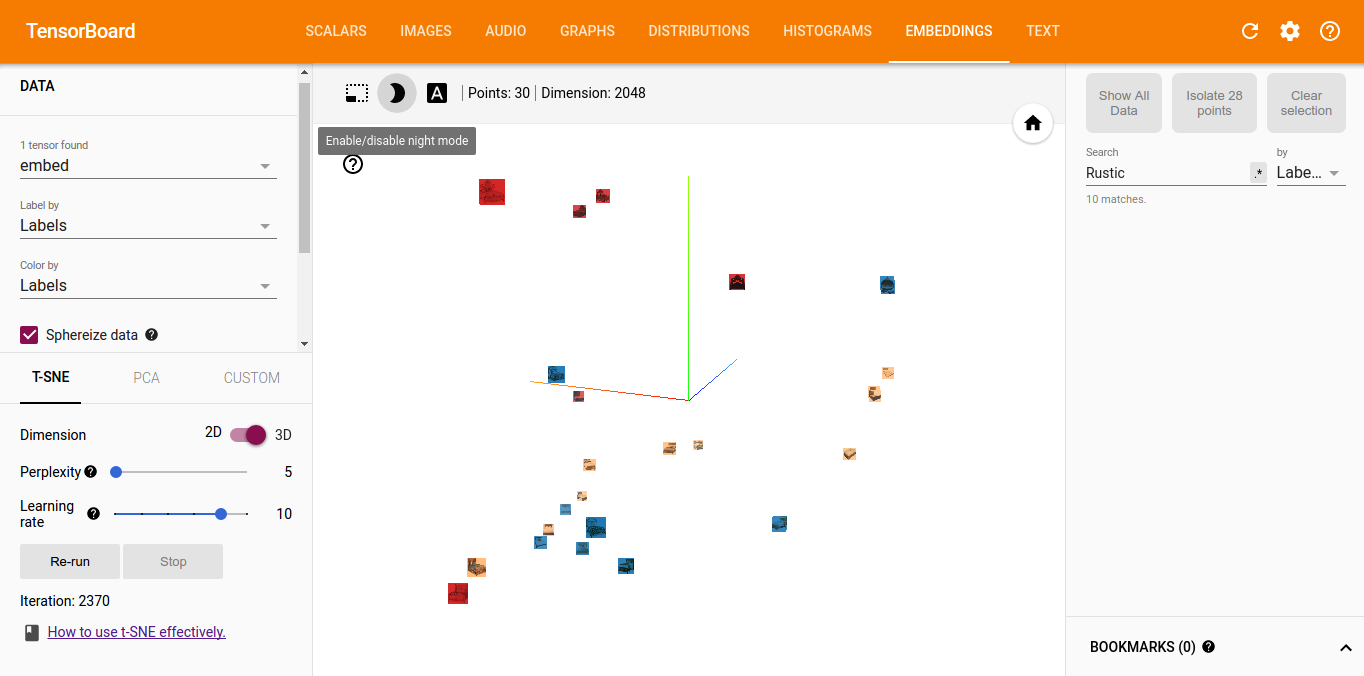 TensorBoard
SCALARS IMAGES AUDIO GRAPHS DISTRIBUTIONS HISTOGRAMS EMBEDDINGS TEXT
DATA
1 tensor found
embed
Label by
Labels
Color by
Labels
Sphereize data
T-SNE PCA CUSTOM
Dimension 2D 3D
Perplexity 5
Learning rate 10
Re-run Stop
Iteration: 2370
How to use t-SNE effectively.
A Points: 30 Dimension: 2048
Enable/disable night mode
Show All Data
Isolate 28 points
Clear selection
Search
Rustic .*
by
Labe...
10 matches.
BOOKMARKS (0)